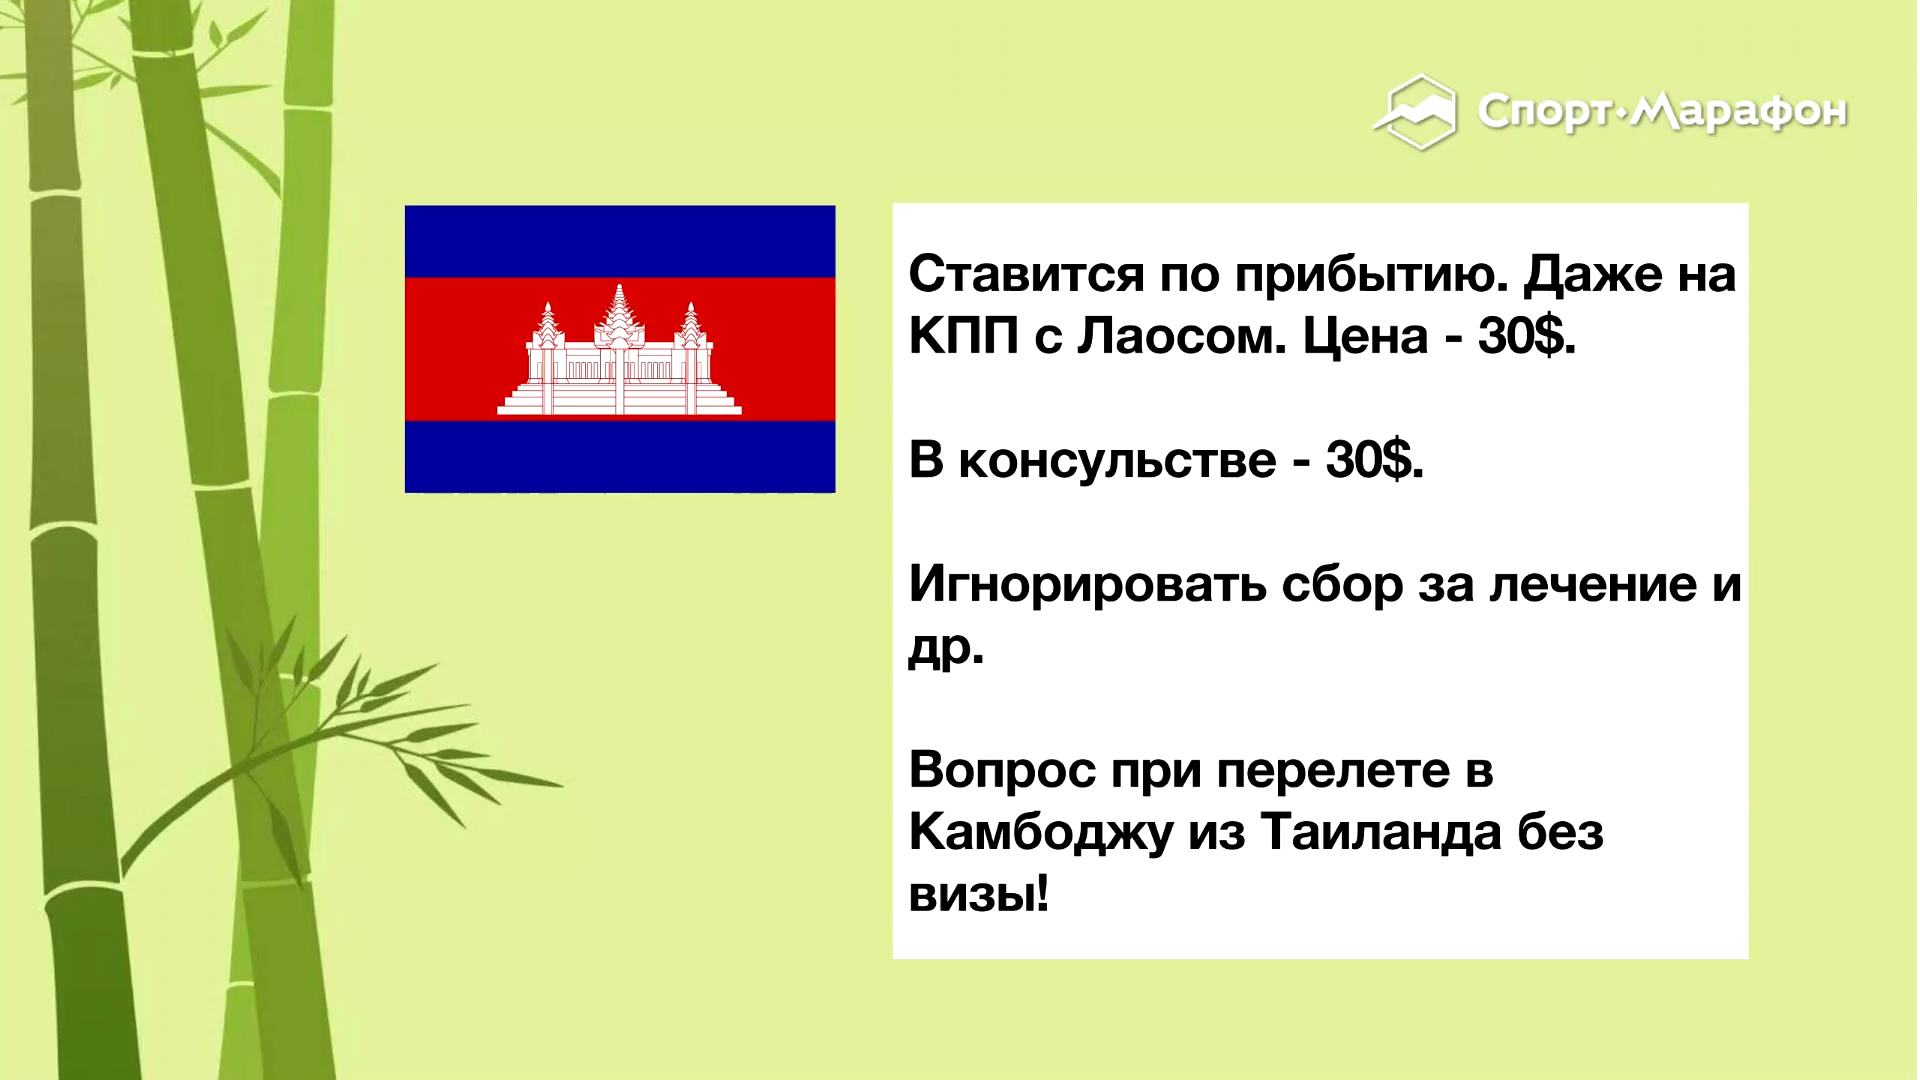 Спорт·Марафон
Ставится по прибытию. Даже на
КПП с Лаосом. Цена - 30$.
В консульстве - 30$.
Игнорировать сбор за лечение и
др.
Вопрос при перелете в
Камбоджу из Таиланда без
визы!